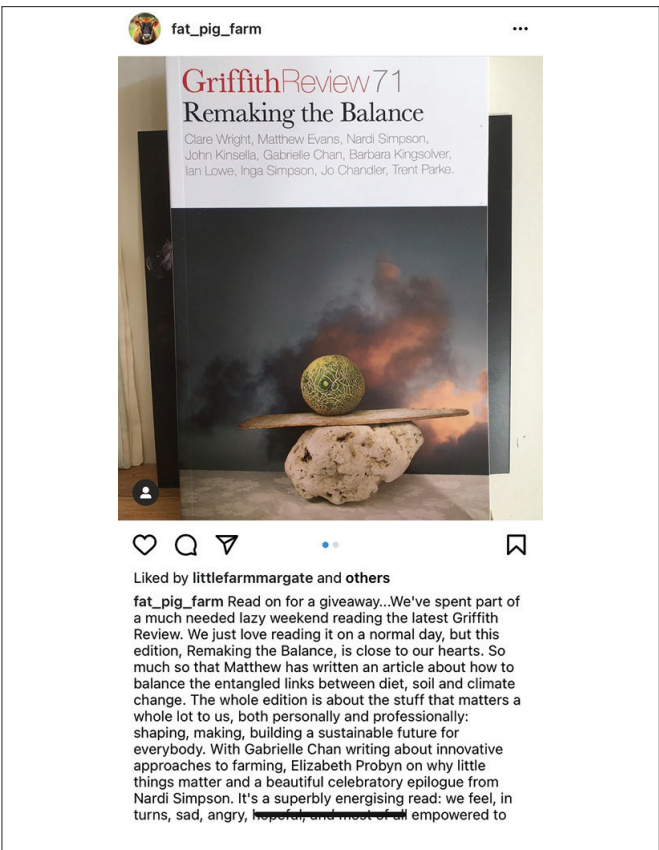 fat_pig_farm
GriffithReview71
Remaking the Balance
Clare Wright, Matthew Evans, Nardi Simpson,
John Kinsella, Gabrielle Chan, Barbara Kingsolver,
Ian Lowe, Inga Simpson, Jo Chandler, Trent Parke.
Liked by littlefarmmargate and others
fat_pig_farm Read on for a giveaway...We've spent part of
a much needed lazy weekend reading the latest Griffith
Review. We just love reading it on a normal day, but this
edition, Remaking the Balance, is close to our hearts. So
much so that Matthew has written an article about how to
balance the entangled links between diet, soil and climate
change. The whole edition is about the stuff that matters a
whole lot to us, both personally and professionally:
shaping, making, building a sustainable future for
everybody. With Gabrielle Chan writing about innovative
approaches to farming, Elizabeth Probyn on why little
things matter and a beautiful celebratory epilogue from
Nardi Simpson. It's a superbly energising read: we feel, in
turns, sad, angry, hopeful, and most of all empowered to